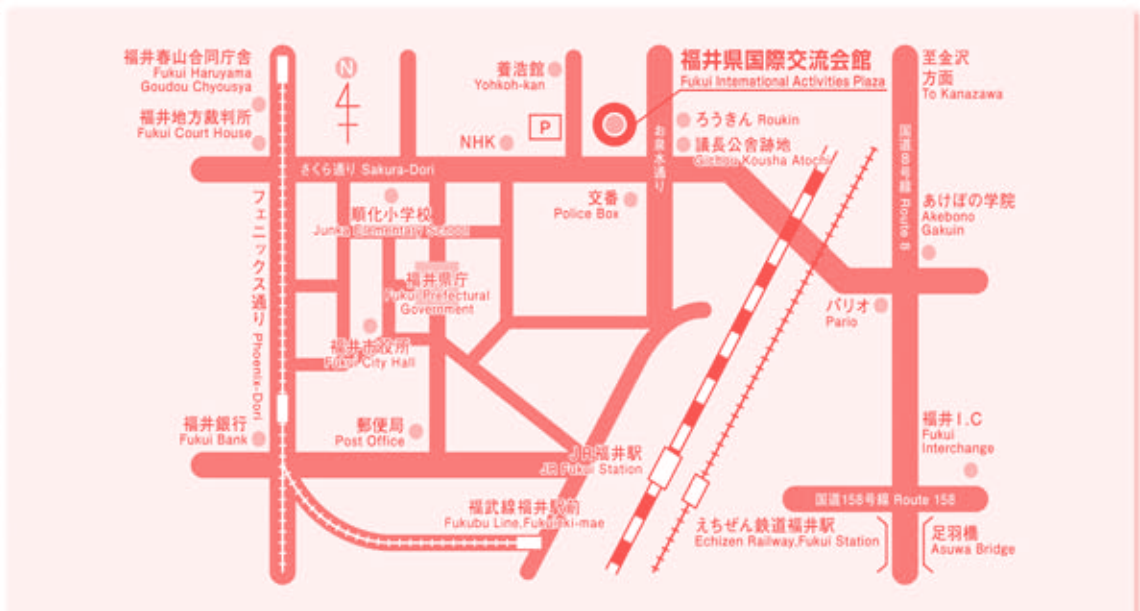 福井春山合同庁舎
Fukui Haruyama
Goudou Chyousya
福井地方裁判所
Fukui Court House
N
養浩館
Yohkoh-kan
NHK
P
福井県国際交流会館
Fukui International Activities Plaza
ろうきん Roukin
議長公舎跡地
Gichou Kousha Atochi
お泉水通り
至金沢
方面
To Kanazawa
国道8号線 Route 8
さくら通り Sakura-Dori
フェニックス通り Phoenix-Dori
順化小学校
Junka Elementary School
交番
Police Box
あけぼの学院
Akebono
Gakuin
福井県庁
Fukui Prefectural
Government
パリオ
Pario
福井市役所
Fukui City Hall
福井銀行
Fukui Bank
郵便局
Post Office
福井I.C
Fukui
Interchange
JR福井駅
JR Fukui Station
国道158号線 Route 158
福武線福井駅前
Fukubu Line,Fukueki-mae
えちぜん鉄道福井駅
Echizen Railway.Fukui Station
足羽橋
Asuwa Bridge